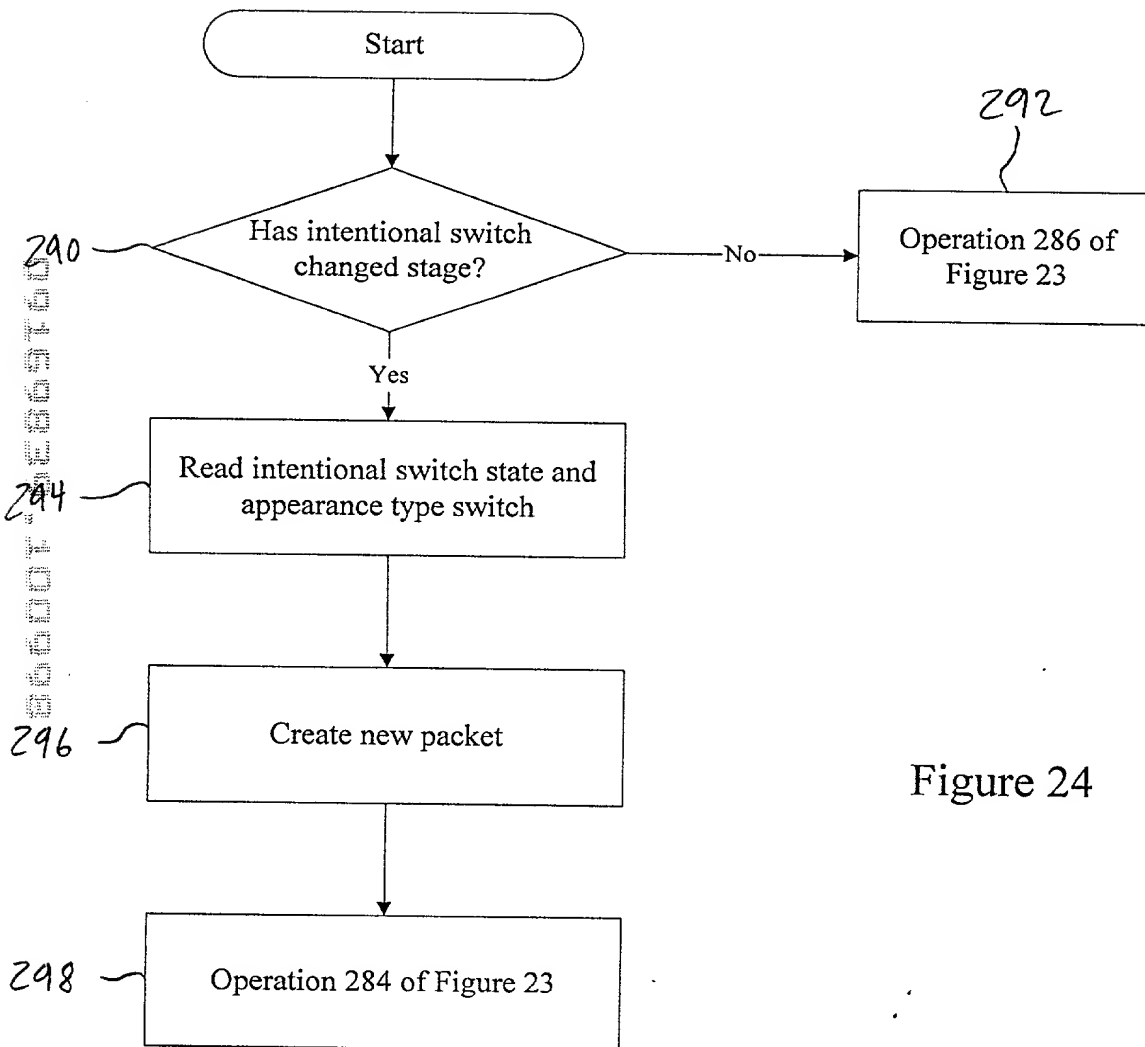 Start
292
290
Has intentional switch
changed stage?
No
Operation 286 of
Figure 23
Yes
294
Read intentional switch state and
appearance type switch
296
Create new packet
Figure 24
298
Operation 284 of Figure 23